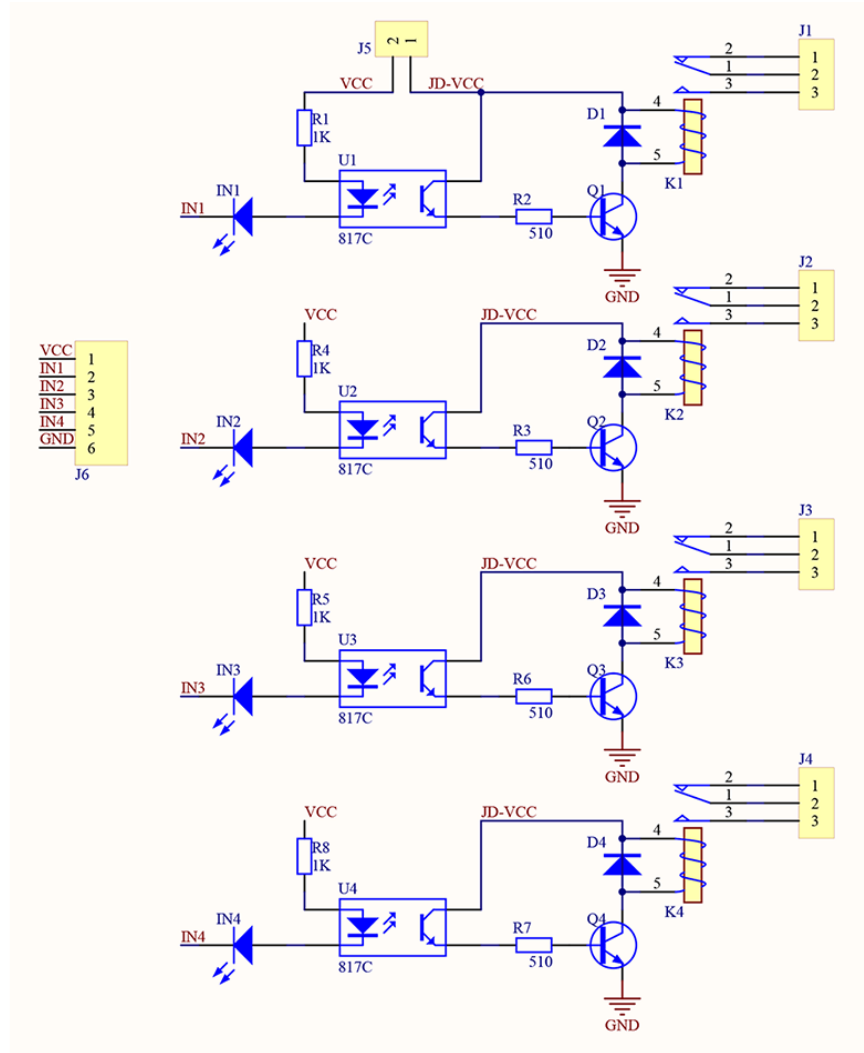 J5
2 1
VCC
JD-VCC
R1
1K
U1
817C
IN1
IN1
R2
510
D1
Q1
GND
4
5
K1
J1
2 1
1 2
3 3
VCC
IN1
IN2
IN3
IN4
GND
1
2
3
4
5
6
J6
VCC
JD-VCC
R4
1K
U2
817C
IN2
IN2
R3
510
D2
Q2
GND
4
5
K2
J2
2 1
1 2
3 3
VCC
JD-VCC
R5
1K
U3
817C
IN3
IN3
R6
510
D3
Q3
GND
4
5
K3
J3
2 1
1 2
3 3
VCC
JD-VCC
R8
1K
U4
817C
IN4
IN4
R7
510
D4
Q4
GND
4
5
K4
J4
2 1
1 2
3 3